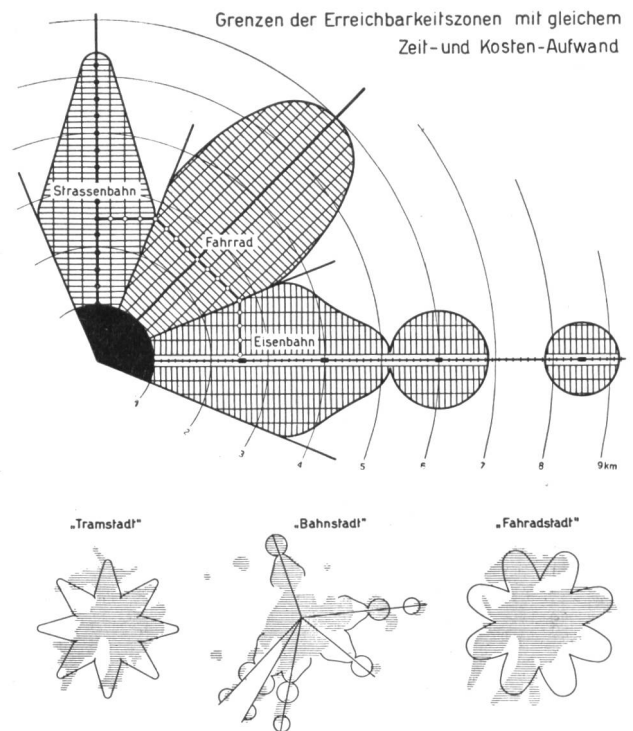 Grenzen der Erreichbarkeitszonen mit gleichem
Zeit-und Kosten-Aufwand
Strassenbahn
Fahrrad
Eisenbahn
1
2
3
4
5
6
7
8
9km
„Tramstadt"
„Bahnstadt"
„Fahradstadt"